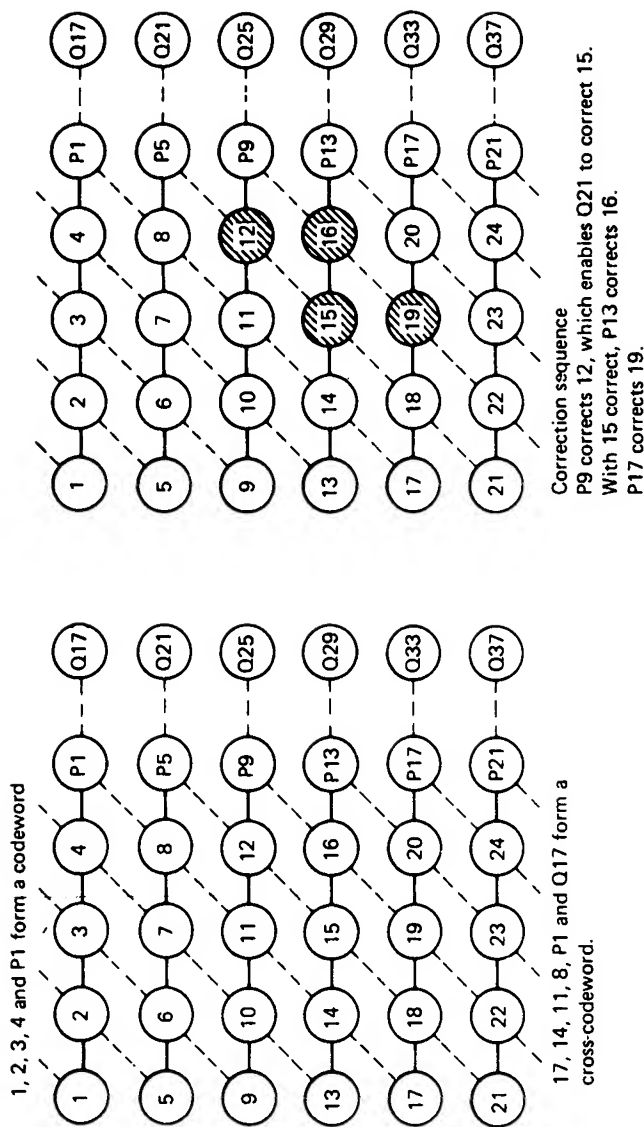 1, 2, 3, 4 and P1 form a codeword
1 2 3 4 P1 Q17
5 6 7 8 P5 Q21
9 10 11 12 P9 Q25
13 14 15 16 P13 Q29
17 18 19 20 P17 Q33
21 22 23 24 P21 Q37
17, 14, 11, 8, P1 and Q17 form a
cross-codeword.
1 2 3 4 P1 Q17
5 6 7 8 P5 Q21
9 10 11 12 P9 Q25
13 14 15 16 P13 Q29
17 18 19 20 P17 Q33
21 22 23 24 P21 Q37
Correction sequence
P9 corrects 12, which enables Q21 to correct 15.
With 15 correct, P13 corrects 16.
P17 corrects 19.